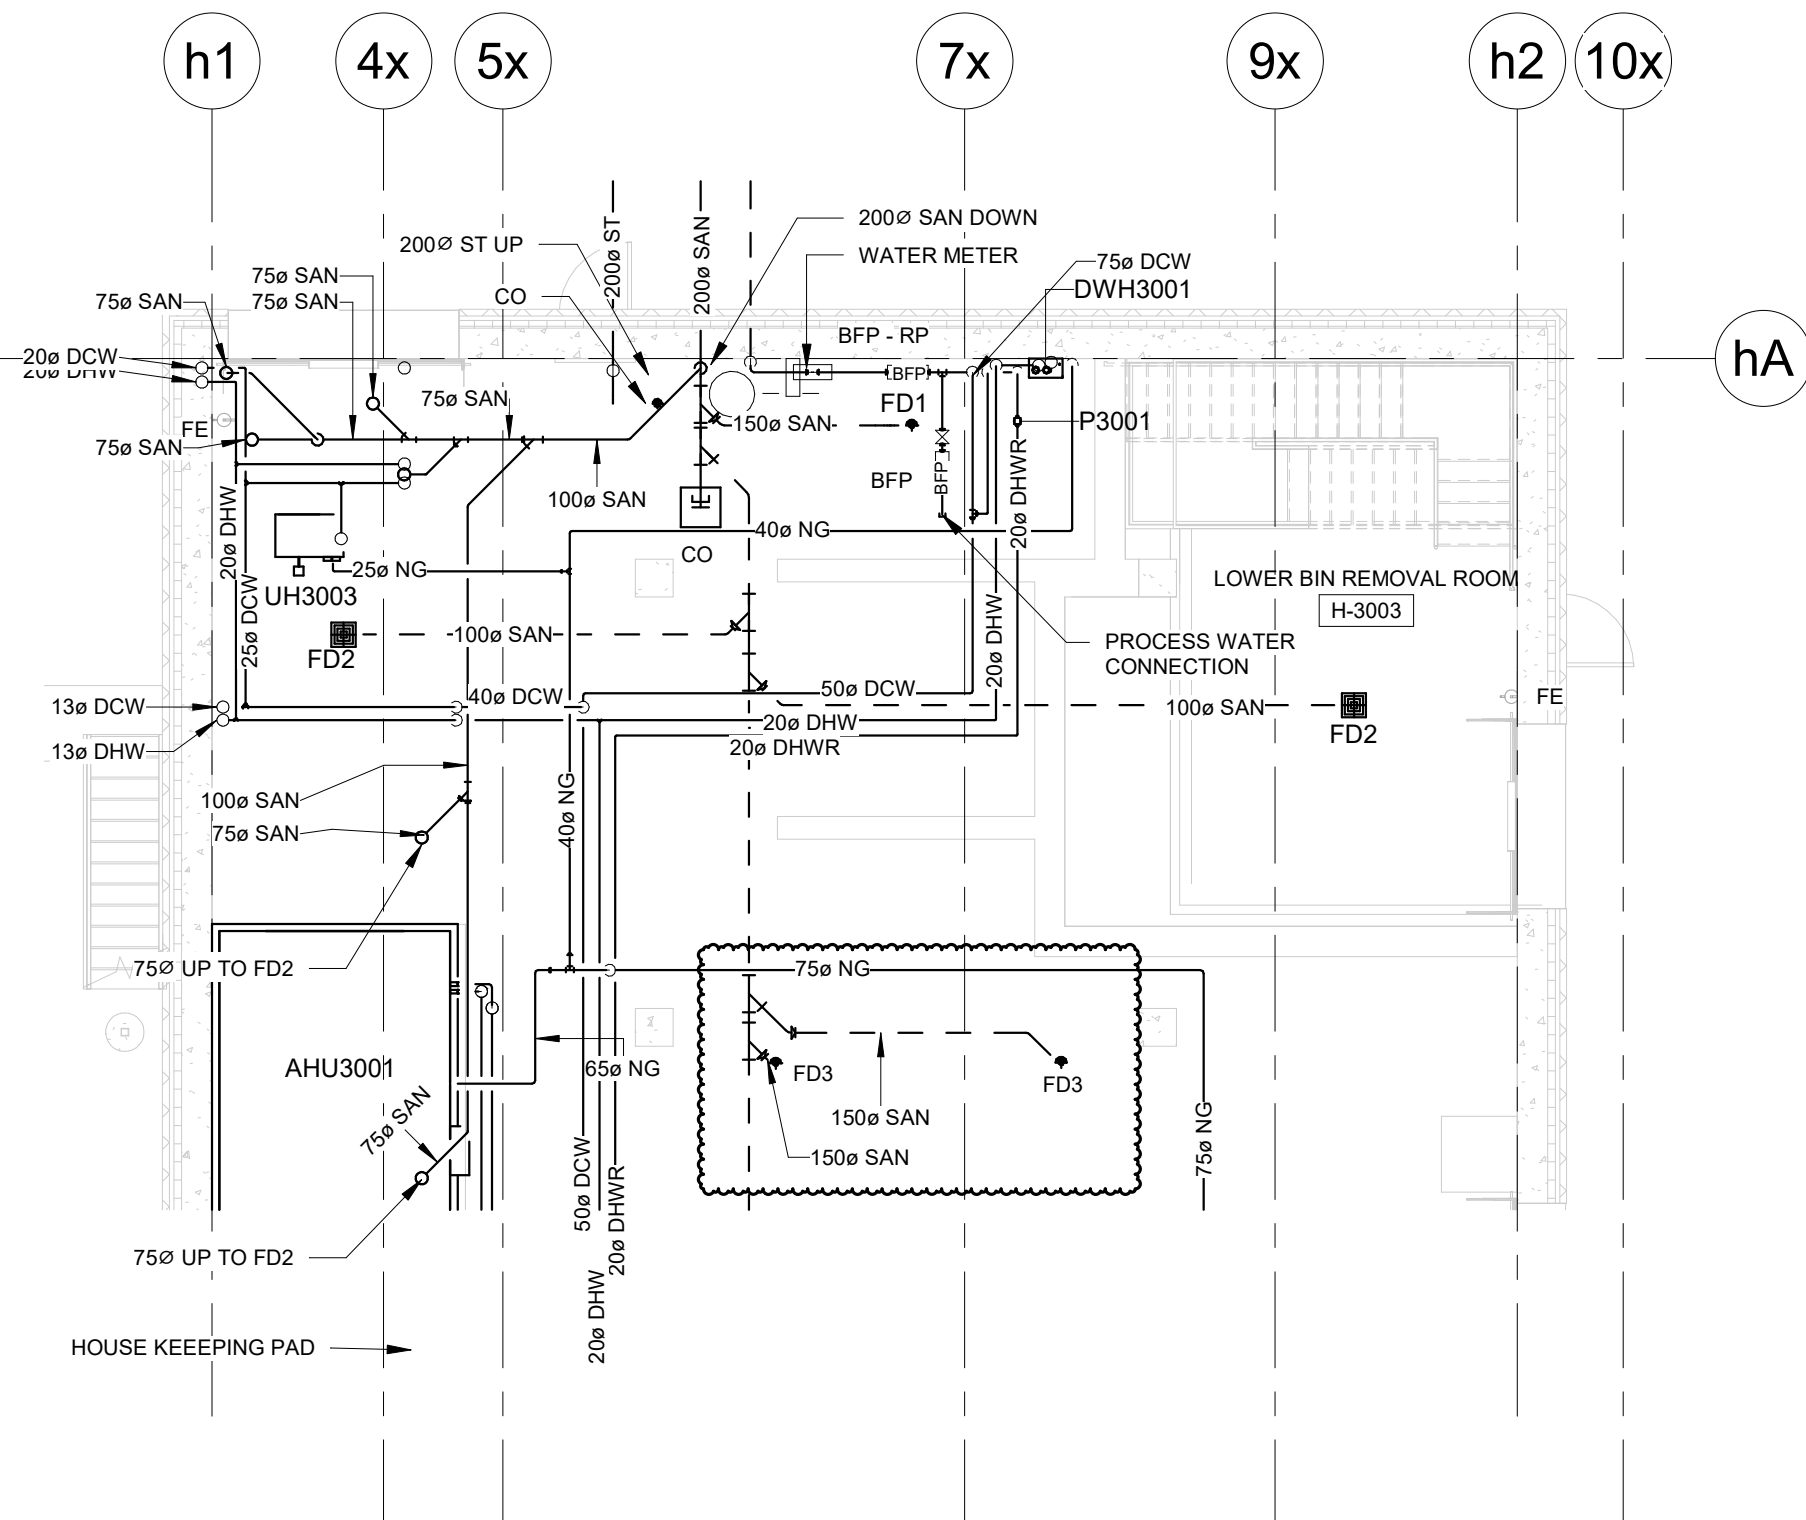 h1
4x
5x
7x
9x
h2
10x
hA
200Ø SAN DOWN
200Ø ST UP
200ø ST
200ø SAN
WATER METER
75ø SAN
75ø DCW
CO
75ø SAN
75ø SAN
DWH3001
BFP - RP
20ø DCW
20ø DHW
BFP
75ø SAN
FD1
FE
150ø SAN
P3001
75ø SAN
BFP
BFP
100ø SAN
20ø DHW
20ø DHWR
40ø NG
CO
25ø NG
LOWER BIN REMOVAL ROOM
H-3003
UH3003
25ø DCW
100ø SAN
FD2
20ø DHW
PROCESS WATER
CONNECTION
40ø DCW
50ø DCW
FE
13ø DCW
100ø SAN
20ø DHW
FD2
13ø DHW
20ø DHWR
100ø SAN
40ø NG
75ø SAN
75Ø UP TO FD2
75ø NG
AHU3001
65ø NG
FD3
FD3
75ø SAN
150ø SAN
75ø NG
150ø SAN
50ø DCW
20ø DHWR
75Ø UP TO FD2
20ø DHW
HOUSE KEEEPING PAD